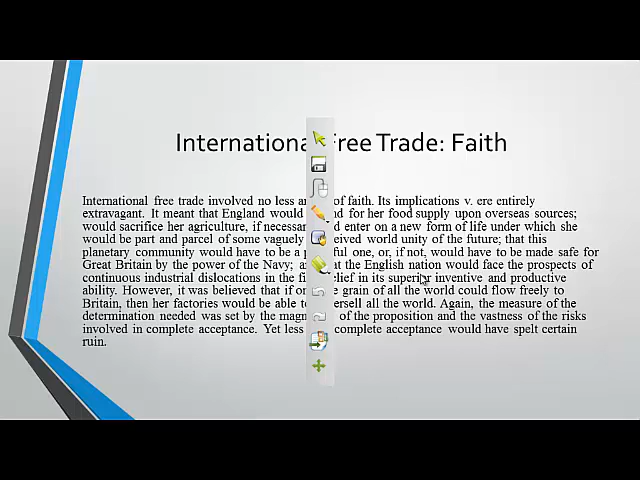 Internationa ree Trade: Faith
International free trade involved no less a of faith. Its implications v. ere entirely
extravagant. It meant that England would nd for her food supply upon overseas sources;
would sacrifice her agriculture, if necessa nd enter on a new form of life under which she
would be part and parcel of some vaguely ceived world unity of the future; that this
planetary community would have to be a p ful one, or, if not, would have to be made safe for
Great Britain by the power of the Navy; a at the English nation would face the prospects of
continuous industrial dislocations in the fi elief in its superior inventive and productive
ability. However, it was believed that if o e grain of all the world could flow freely to
Britain, then her factories would be able t ersell all the world. Again, the measure of the
determination needed was set by the magn of the proposition and the vastness of the risks
involved in complete acceptance. Yet less complete acceptance would have spelt certain
ruin.